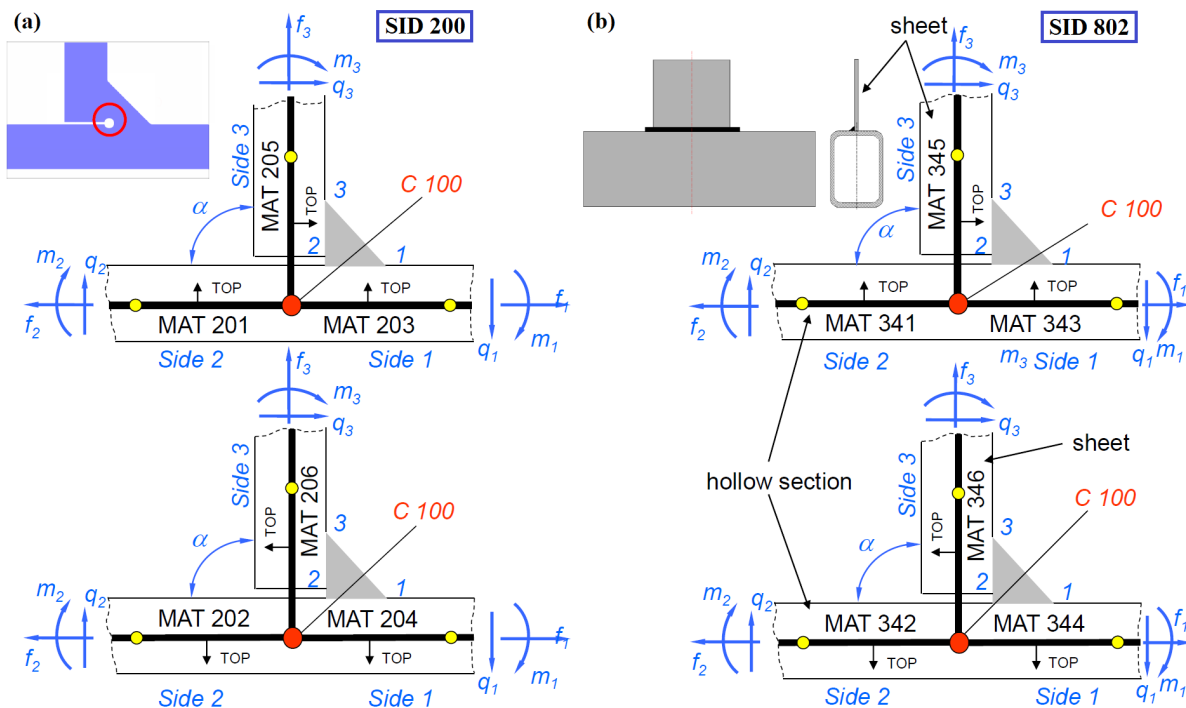 (a)
SID 200
f3
m3
q3
Side 3
MAT 205
TOP
3
C 100
α
2
1
m2
q2
TOP
TOP
f2
f1
MAT 201
MAT 203
q1
m1
Side 2
Side 1
f3
m3
q3
Side 3
MAT 206
TOP
3
C 100
α
2
1
m2
q2
MAT 202
MAT 204
f2
f1
TOP
TOP
q1
m1
Side 2
Side 1
(b)
sheet
SID 802
f3
m3
q3
Side 3
MAT 345
TOP
3
C 100
α
2
1
m2
q2
TOP
TOP
f2
f1
MAT 341
MAT 343
q1
m1
Side 2
m3
Side 1
f3
q3
sheet
hollow section
Side 3
MAT 346
TOP
3
C 100
α
2
1
m2
q2
MAT 342
MAT 344
f2
f1
TOP
TOP
q1
m1
Side 2
Side 1